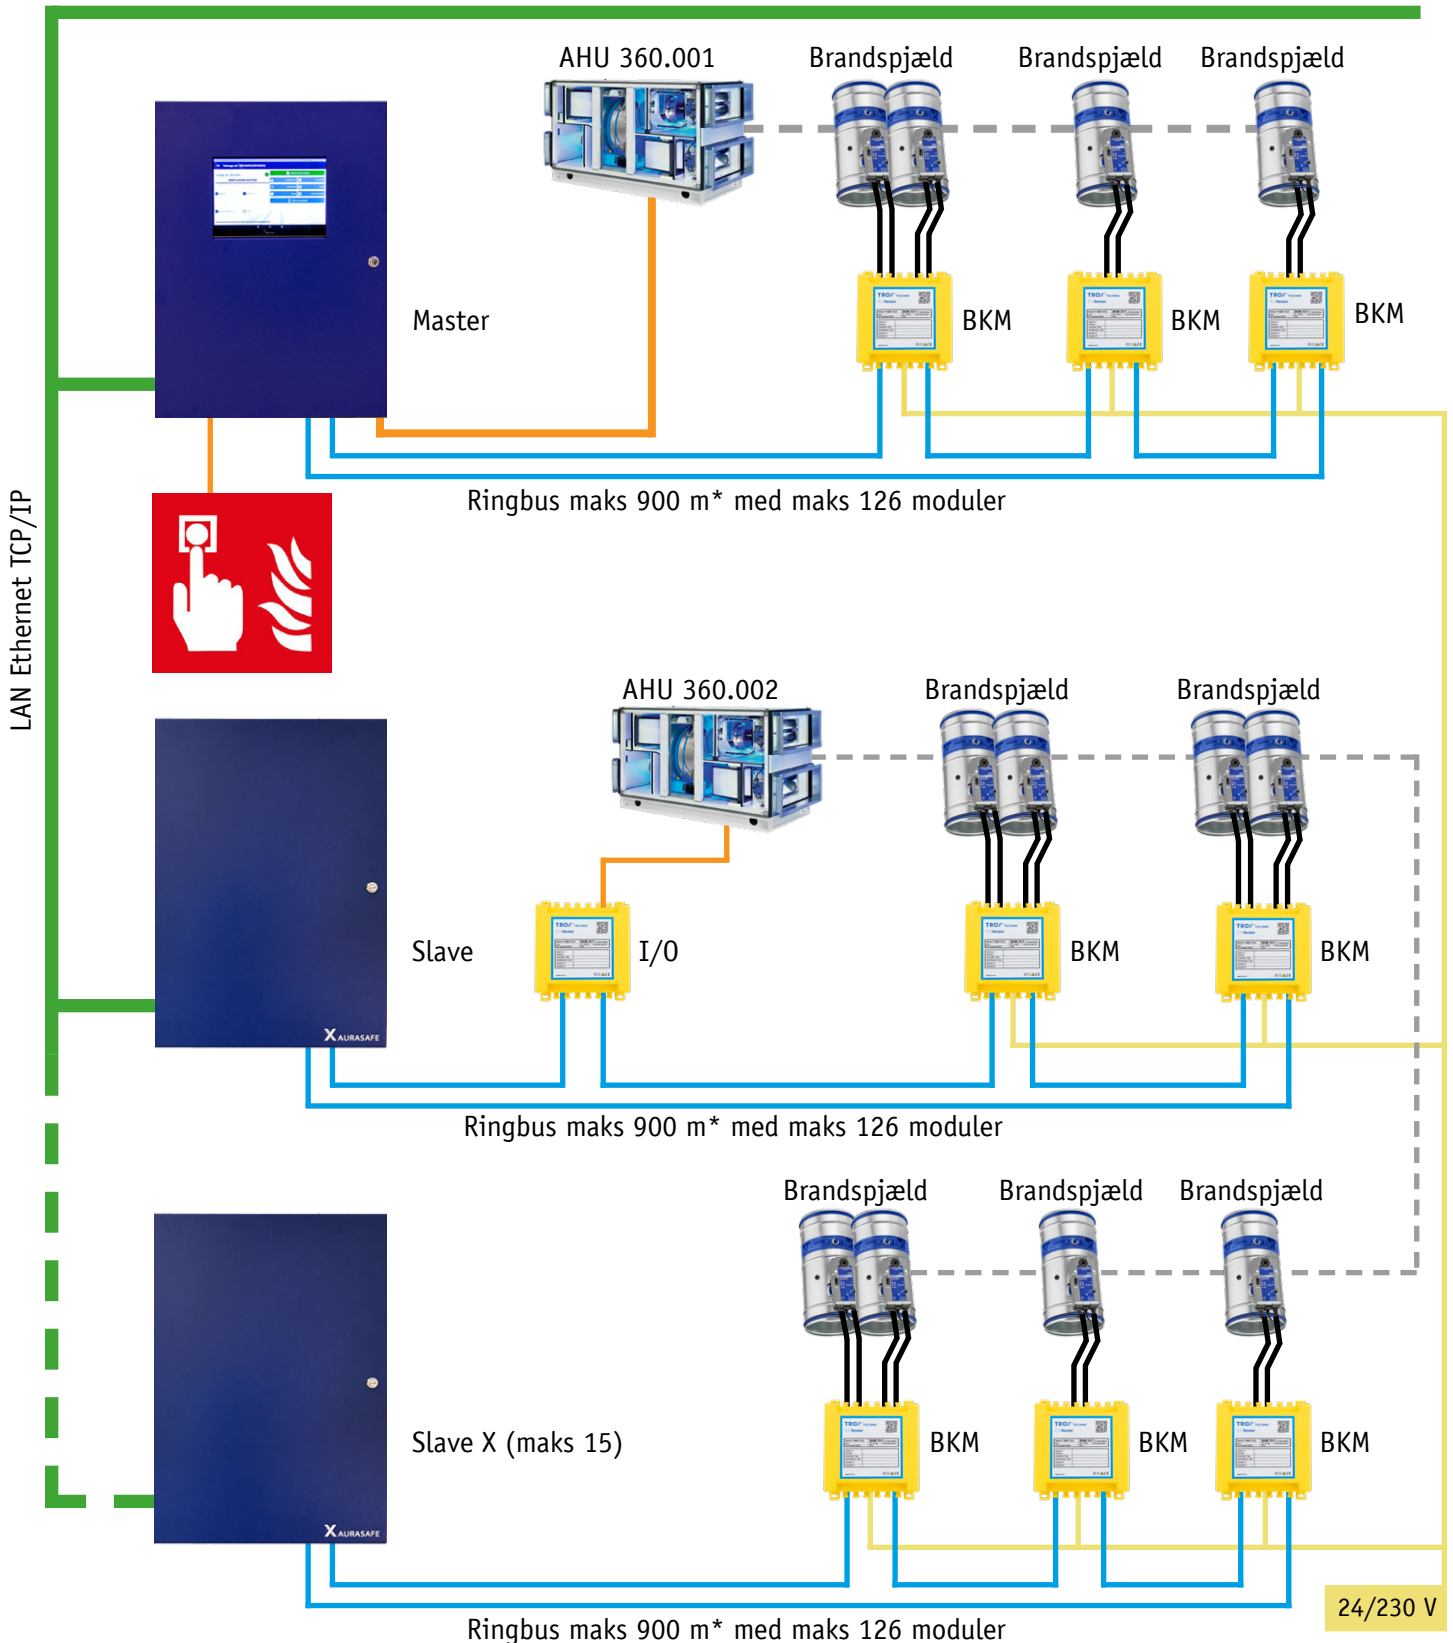 LAN Ethernet TCP/IP
AHU 360.001
Brandspjæld
Brandspjæld
Brandspjæld
Master
BKM
BKM
BKM
Ringbus maks 900 m* med maks 126 moduler
AHU 360.002
Brandspjæld
Brandspjæld
Slave
I/O
BKM
BKM
X AURASAFE
Ringbus maks 900 m* med maks 126 moduler
Brandspjæld
Brandspjæld
Brandspjæld
Slave X (maks 15)
BKM
BKM
BKM
X AURASAFE
24/230 V
Ringbus maks 900 m* med maks 126 moduler